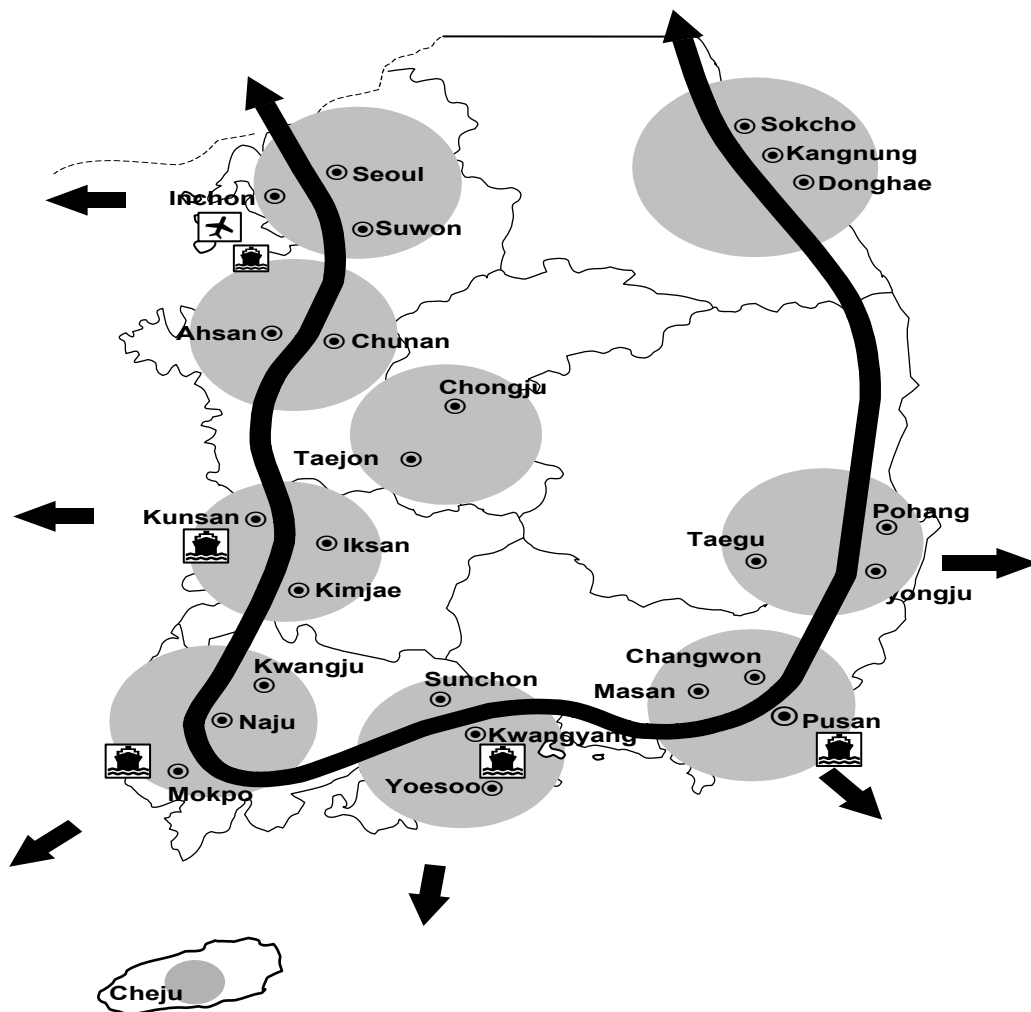 Sokcho
Kangnung
Donghae
Seoul
Inchon
Suwon
Ahsan
Chunan
Chongju
Taejon
Kunsan
Iksan
Kimjae
Pohang
Taegu
yongju
Kwangju
Naju
Mokpo
Sunchon
Kwangyang
Yoesoo
Changwon
Masan
Pusan
Cheju